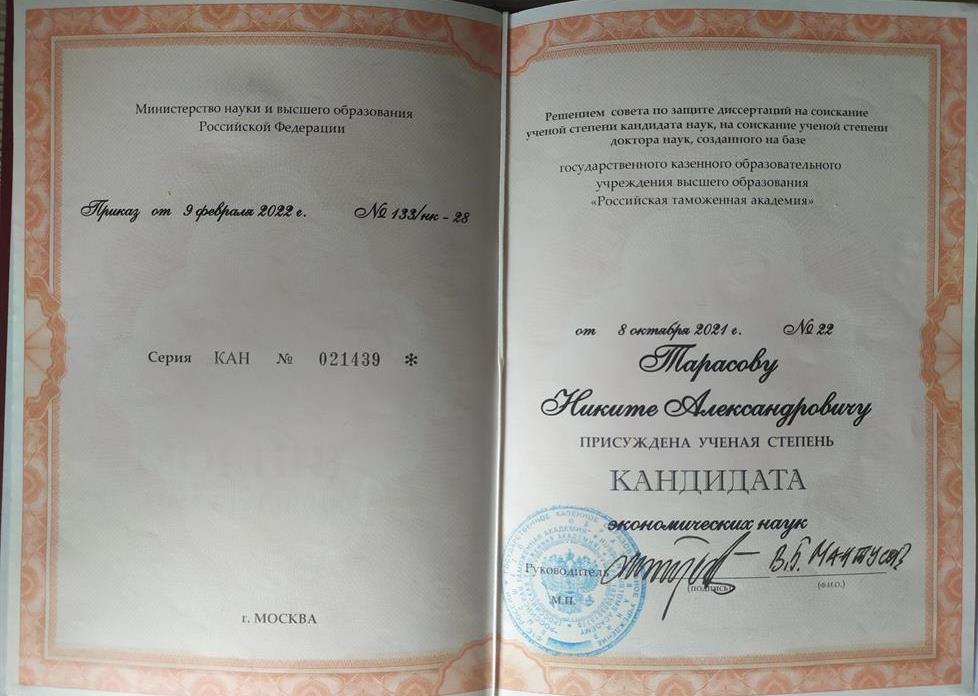 Министерство науки и высшего образования
Российской Федерации
Приказ от 9 февраля 2022 г. № 133/нк - 28
Серия КАН № 021439 *
г. МОСКВА
Решением совета по защите диссертаций на соискание
ученой степени кандидата наук, на соискание ученой степени
доктора наук, созданного на базе
государственного казенного образовательного
учреждения высшего образования
«Российская таможенная академия»
от 8 октября 2021 г. № 22
Тарасову
Никите Александровичу
ПРИСУЖДЕНА УЧЕНАЯ СТЕПЕНЬ
КАНДИДАТА
экономических наук
Руководитель В.Б. Мантусов
(подпись) (Ф.И.О.)
М.П.